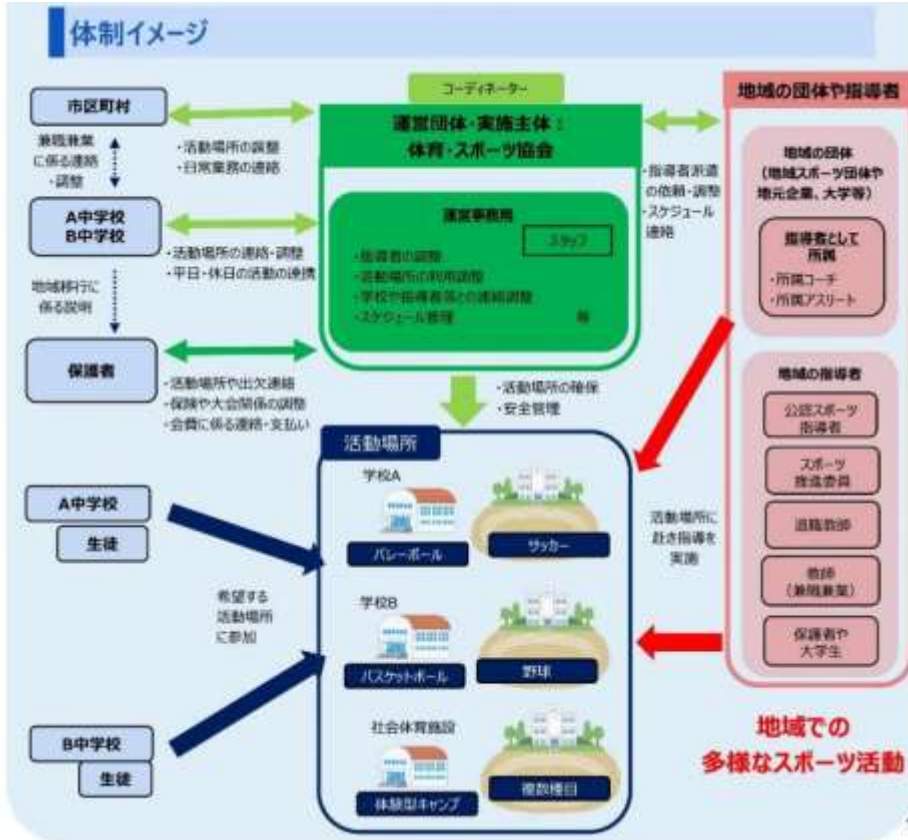 体制イメージ
コーディネーター
市区町村
兼職兼業
に係る連絡
・調整
A中学校
B中学校
地域移行に
係る説明
保護者
・活動場所の調整
・日常業務の連絡
・活動場所の連絡・調整
・平日・休日の活動の連携
・活動場所や出欠連絡
・保険や大会関係の調整
・会費に係る連絡・支払い
運営団体・実施主体：
体育・スポーツ協会
運営事務局
スタッフ
・指導者の調整
・活動場所の利用調整
・学校や指導者等との連絡調整
・スケジュール管理 等
・指導者派遣
の依頼・調整
・スケジュール
連絡
・活動場所の確保
・安全管理
地域の団体や指導者
地域の団体
（地域スポーツ団体や
地元企業、大学等）
指導者として
所属
・所属コーチ
・所属アスリート
地域の指導者
公認スポーツ
指導者
スポーツ
推進委員
退職教師
教師
（兼職兼業）
保護者や
大学生
活動場所に
赴き指導を
実施
A中学校
生徒
希望する
活動場所
に参加
B中学校
生徒
活動場所
学校A
バレーボール
サッカー
学校B
バスケットボール
野球
社会体育施設
体験型キャンプ
複数種目
地域での
多様なスポーツ活動